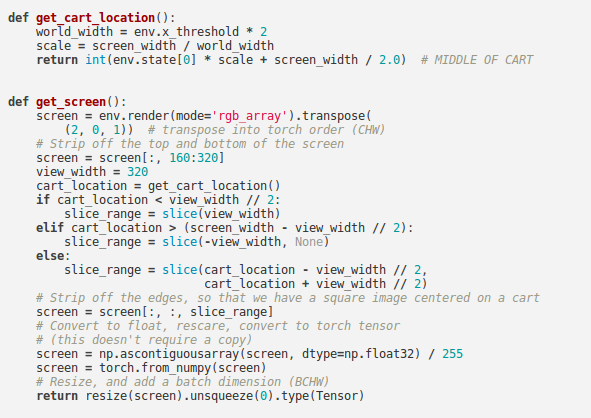 def get_cart_location():
    world_width = env.x_threshold * 2
    scale = screen_width / world_width
    return int(env.state[0] * scale + screen_width / 2.0)  # MIDDLE OF CART


def get_screen():
    screen = env.render(mode='rgb_array').transpose(
        (2, 0, 1))  # transpose into torch order (CHW)
    # Strip off the top and bottom of the screen
    screen = screen[:, 160:320]
    view_width = 320
    cart_location = get_cart_location()
    if cart_location < view_width // 2:
        slice_range = slice(view_width)
    elif cart_location > (screen_width - view_width // 2):
        slice_range = slice(-view_width, None)
    else:
        slice_range = slice(cart_location - view_width // 2,
                            cart_location + view_width // 2)
    # Strip off the edges, so that we have a square image centered on a cart
    screen = screen[:, :, slice_range]
    # Convert to float, rescare, convert to torch tensor
    # (this doesn't require a copy)
    screen = np.ascontiguousarray(screen, dtype=np.float32) / 255
    screen = torch.from_numpy(screen)
    # Resize, and add a batch dimension (BCHW)
    return resize(screen).unsqueeze(0).type(Tensor)